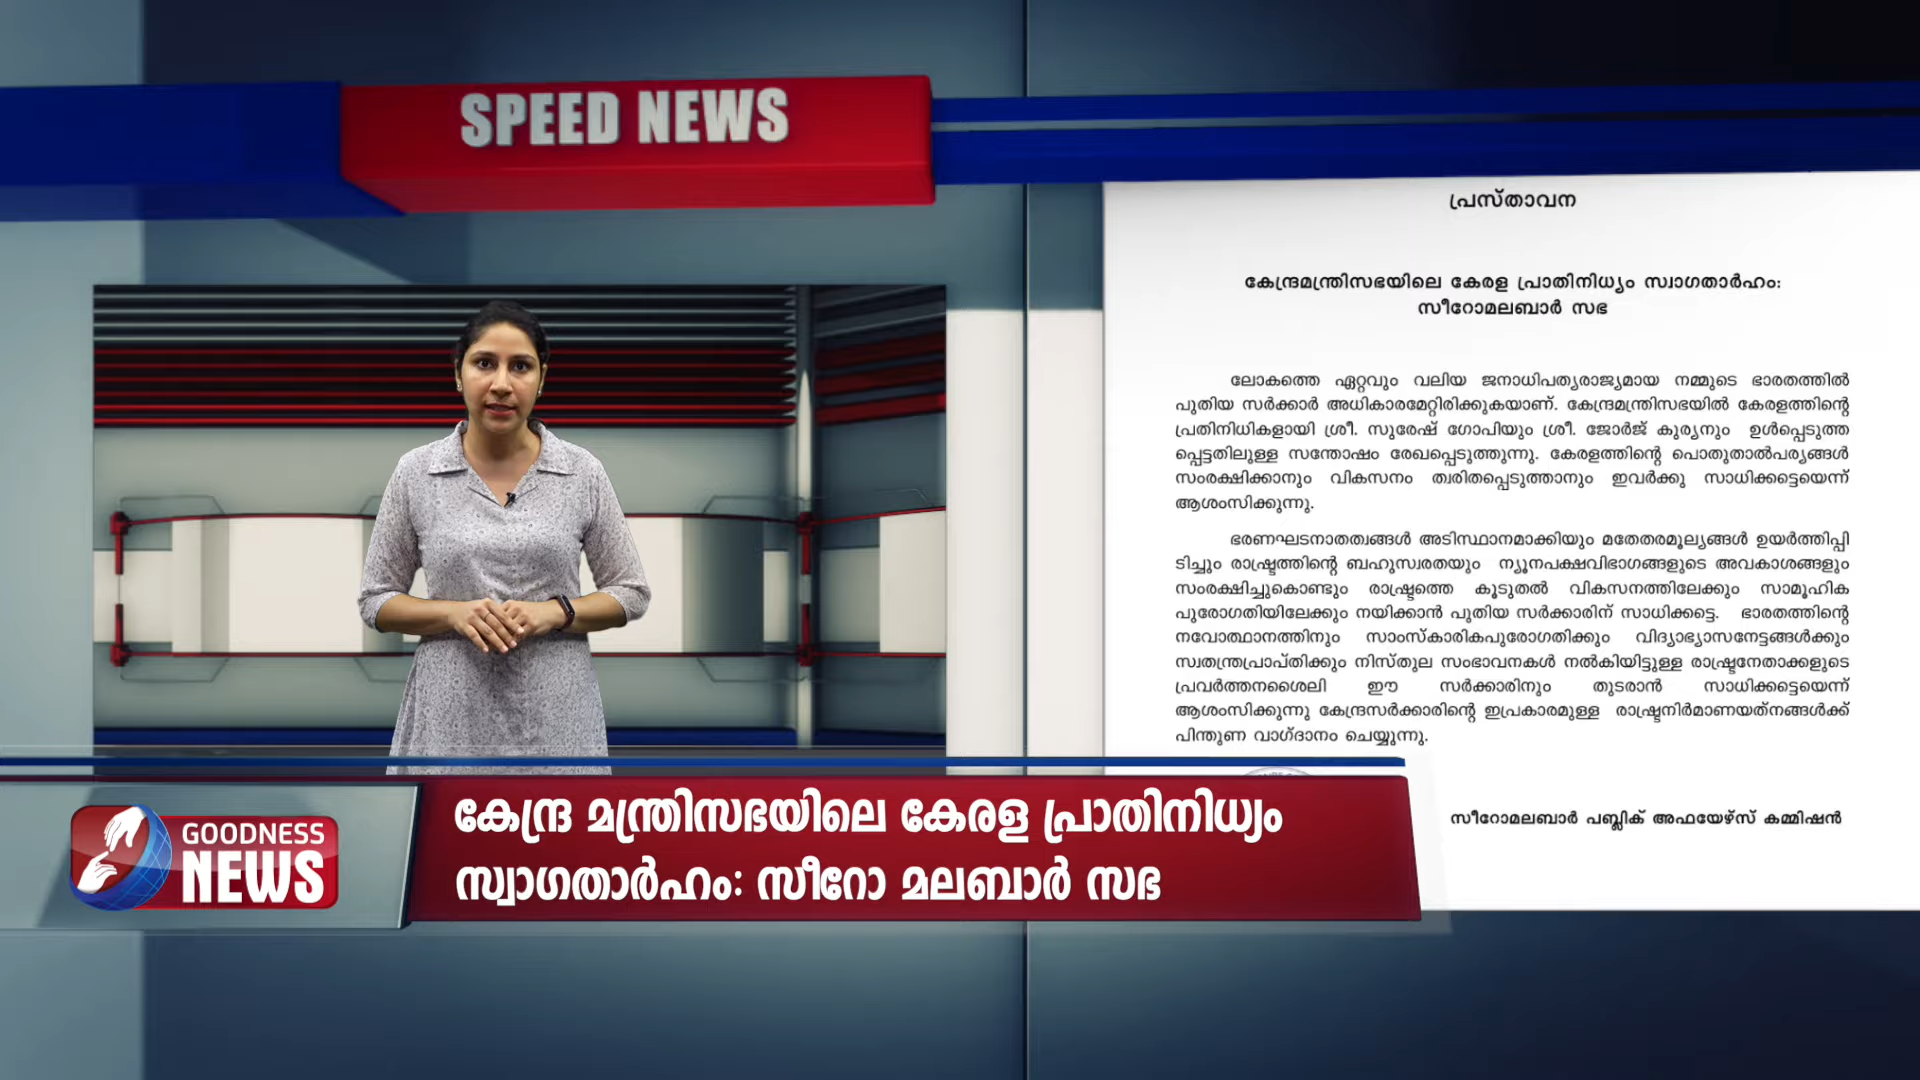 SPEED NEWS
പ്രസ്താവന
കേന്ദ്രമന്ത്രിസഭയിലെ കേരള പ്രാതിനിധ്യം സ്വാഗതാർഹം:
സീറോമലബാർ സഭ
ലോകത്തെ ഏറ്റവും വലിയ ജനാധിപത്യരാജ്യമായ നമ്മുടെ ഭാരതത്തിൽ
പുതിയ സർക്കാർ അധികാരമേറ്റിരിക്കുകയാണ്. കേന്ദ്രമന്ത്രിസഭയിൽ കേരളത്തിന്റെ
പ്രതിനിധികളായി ശ്രീ. സുരേഷ് ഗോപിയും ശ്രീ. ജോർജ് കുര്യനും ഉൾപ്പെടുത്ത
പ്പെട്ടതിലുള്ള സന്തോഷം രേഖപ്പെടുത്തുന്നു. കേരളത്തിന്റെ പൊതുതാൽപര്യങ്ങൾ
സംരക്ഷിക്കാനും വികസനം ത്വരിതപ്പെടുത്താനും ഇവർക്കു സാധിക്കട്ടെയെന്ന്
ആശംസിക്കുന്നു.
ഭരണഘടനാതത്വങ്ങൾ അടിസ്ഥാനമാക്കിയും മതേതരമൂല്യങ്ങൾ ഉയർത്തിപ്പി
ടിച്ചും രാഷ്ട്രത്തിന്റെ ബഹുസ്വരതയും ന്യൂനപക്ഷവിഭാഗങ്ങളുടെ അവകാശങ്ങളും
സംരക്ഷിച്ചുകൊണ്ടും രാഷ്ട്രത്തെ കൂടുതൽ വികസനത്തിലേക്കും സാമൂഹിക
പുരോഗതിയിലേക്കും നയിക്കാൻ പുതിയ സർക്കാരിന് സാധിക്കട്ടെ. ഭാരതത്തിന്റെ
നവോത്ഥാനത്തിനും സാംസ്കാരികപുരോഗതിക്കും വിദ്യാഭ്യാസനേട്ടങ്ങൾക്കും
സ്വതന്ത്രപ്രാപ്തിക്കും നിസ്തുല സംഭാവനകൾ നൽകിയിട്ടുള്ള രാഷ്ട്രനേതാക്കളുടെ
പ്രവർത്തനശൈലി ഈ സർക്കാരിനും തുടരാൻ സാധിക്കട്ടെയെന്ന്
ആശംസിക്കുന്നു കേന്ദ്രസർക്കാരിന്റെ ഇപ്രകാരമുള്ള രാഷ്ട്രനിർമാണയത്നങ്ങൾക്ക്
പിന്തുണ വാഗ്ദാനം ചെയ്യുന്നു.
സീറോമലബാർ പബ്ലിക് അഫയേഴ്സ് കമ്മിഷൻ
കേന്ദ്ര മന്ത്രിസഭയിലെ കേരള പ്രാതിനിധ്യം
സ്വാഗതാർഹം: സീറോ മലബാർ സഭ
GOODNESS
NEWS